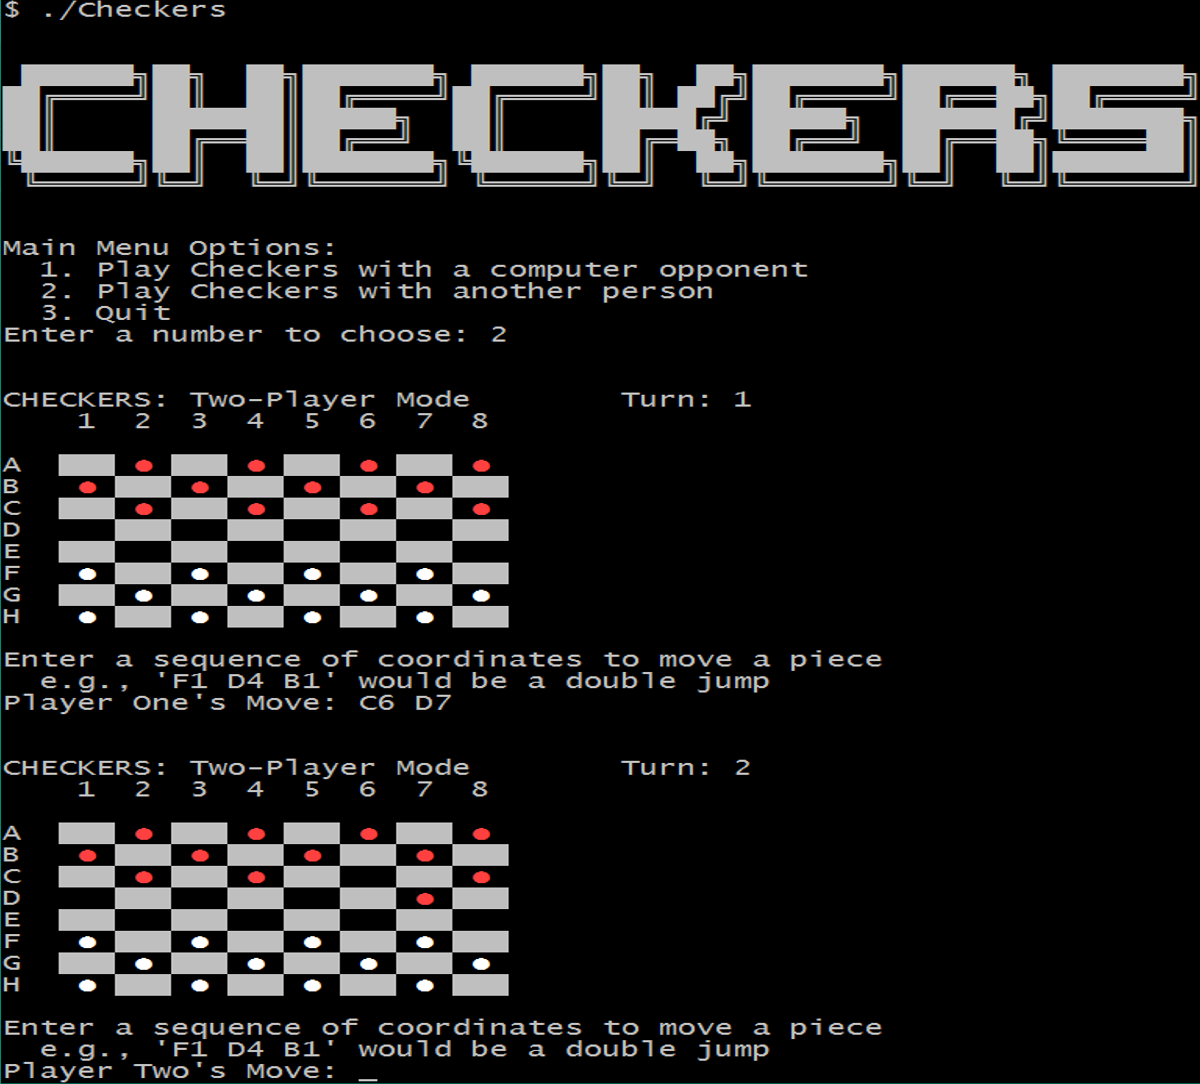 $ ./Checkers
CHECKERS
Main Menu Options:
1. Play Checkers with a computer opponent
2. Play Checkers with another person
3. Quit
Enter a number to choose: 2
CHECKERS: Two-Player Mode Turn: 1
1 2 3 4 5 6 7 8
A
B
C
D
E
F
G
H
Enter a sequence of coordinates to move a piece
e.g., 'F1 D4 B1' would be a double jump
Player One's Move: C6 D7
CHECKERS: Two-Player Mode Turn: 2
1 2 3 4 5 6 7 8
A
B
C
D
E
F
G
H
Enter a sequence of coordinates to move a piece
e.g., 'F1 D4 B1' would be a double jump
Player Two's Move: _